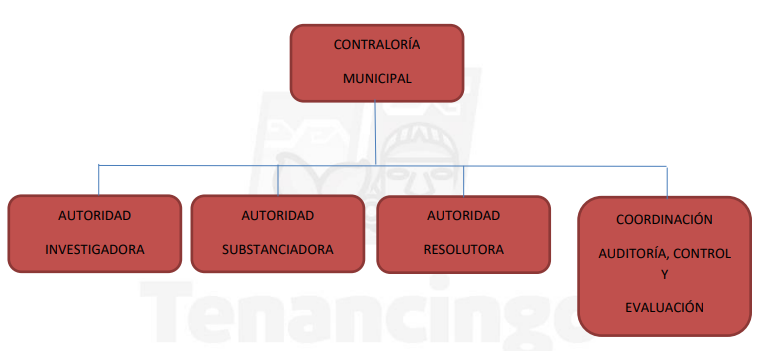 CONTRALORÍA
MUNICIPAL
AUTORIDAD
INVESTIGADORA
AUTORIDAD
SUBSTANCIADORA
AUTORIDAD
RESOLUTORA
COORDINACIÓN
AUDITORÍA, CONTROL
Y
EVALUACIÓN
Tenancingo